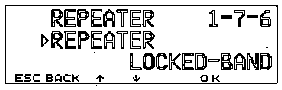 REPEATER 1-7-6
▷REPEATER
LOCKED-BAND
ESC BACK ↑ ↓ OK